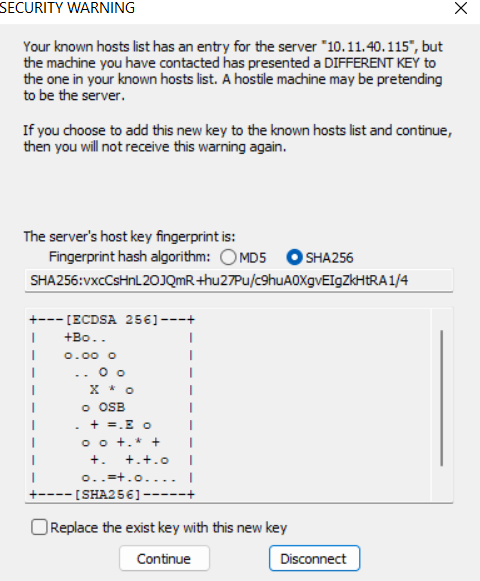 SECURITY WARNING
Your known hosts list has an entry for the server "10.11.40.115", but
the machine you have contacted has presented a DIFFERENT KEY to
the one in your known hosts list. A hostile machine may be pretending
to be the server.
If you choose to add this new key to the known hosts list and continue,
then you will not receive this warning again.
The server's host key fingerprint is:
Fingerprint hash algorithm: MD5 SHA256
SHA256:vxcCsHnL2OJQmR+hu27Pu/c9huA0XgvEIgZkHtRA1/4
+---[ECDSA 256]---+
|   +Bo..         |
|   o.oo o        |
|    .. O o       |
|      X * o      |
|     o OSB       |
|    . + =.E o    |
|     o o +.* +   |
|      +.  +.+.o  |
|     o..=+.o.... |
+----[SHA256]-----+
Replace the exist key with this new key
Continue Disconnect